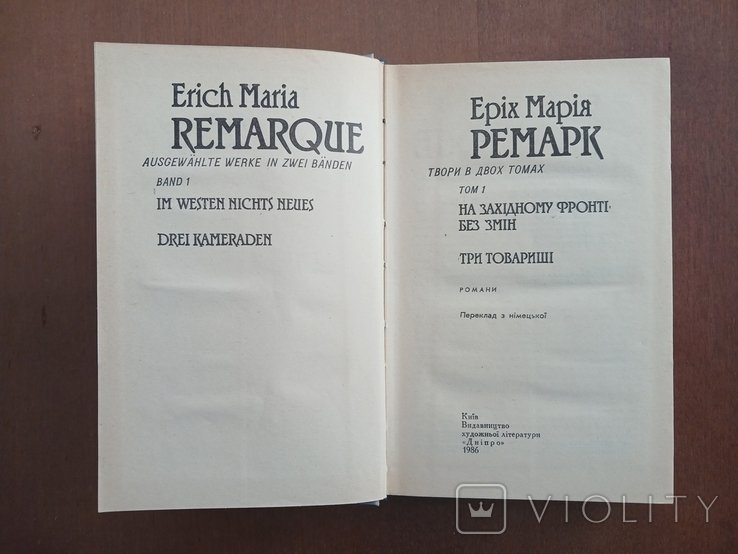 Erich Maria
REMARQUE
AUSGEWÄHLTE WERKE IN ZWEI BÄNDEN
BAND 1
IM WESTEN NICHTS NEUES
DREI KAMERADEN
Еріх Марія
РЕМАРК
ТВОРИ В ДВОХ ТОМАХ
ТОМ 1
НА ЗАХІДНОМУ ФРОНТІ
БЕЗ ЗМІН
ТРИ ТОВАРИШІ
РОМАНИ
Переклад з німецької
Київ
Видавництво
художньої літератури
«Дніпро»
1986
VIOLITY